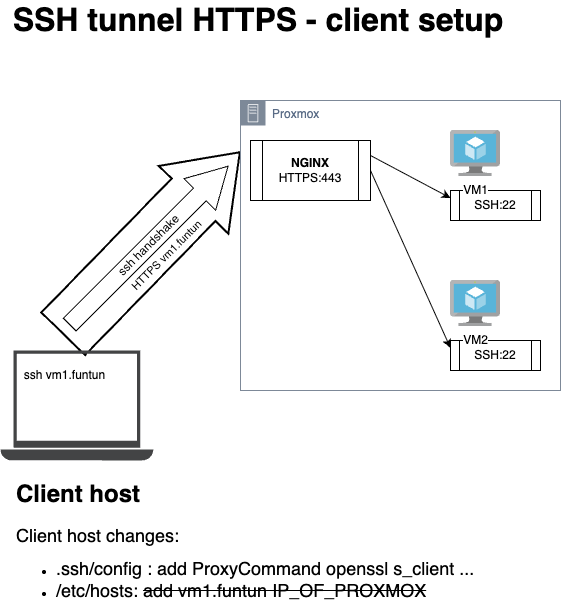 SSH tunnel HTTPS - client setup
Proxmox
NGINX
HTTPS:443
VM1
SSH:22
VM2
SSH:22
ssh handshake
HTTPS vm1.funtun
ssh vm1.funtun
Client host
Client host changes:
• .ssh/config : add ProxyCommand openssl s_client ...
• /etc/hosts: add vm1.funtun IP_OF_PROXMOX